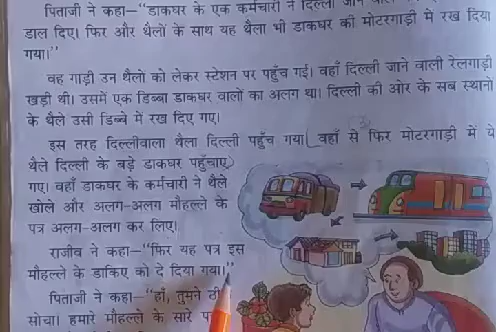 पिताजी ने कहा—"डाकघर के एक कर्मचारी ने दिल्ली जाने
डाल दिए। फिर और थैलों के साथ यह थैला भी डाकघर की मोटरगाड़ी में रख दिया
गया।"
वह गाड़ी उन थैलों को लेकर स्टेशन पर पहुँच गई। वहाँ दिल्ली जाने वाली रेलगाड़ी
खड़ी थी। उसमें एक डिब्बा डाकघर वालों का अलग था। दिल्ली की ओर के सब स्थानों
के थैले उसी डिब्बे में रख दिए गए।
इस तरह दिल्लीवाला थैला दिल्ली पहुँच गया। वहाँ से फिर मोटरगाड़ी में ये
थैले दिल्ली के बड़े डाकघर पहुँचाए
गए। वहाँ डाकघर के कर्मचारी ने थैले
खोले और अलग-अलग मौहल्ले के
पत्र अलग-अलग कर लिए।
राजीव ने कहा—"फिर यह पत्र इस
मौहल्ले के डाकिए को दे दिया गया।"
पिताजी ने कहा—"हाँ, तुमने
सोचा। हमारे मौहल्ले के सारे